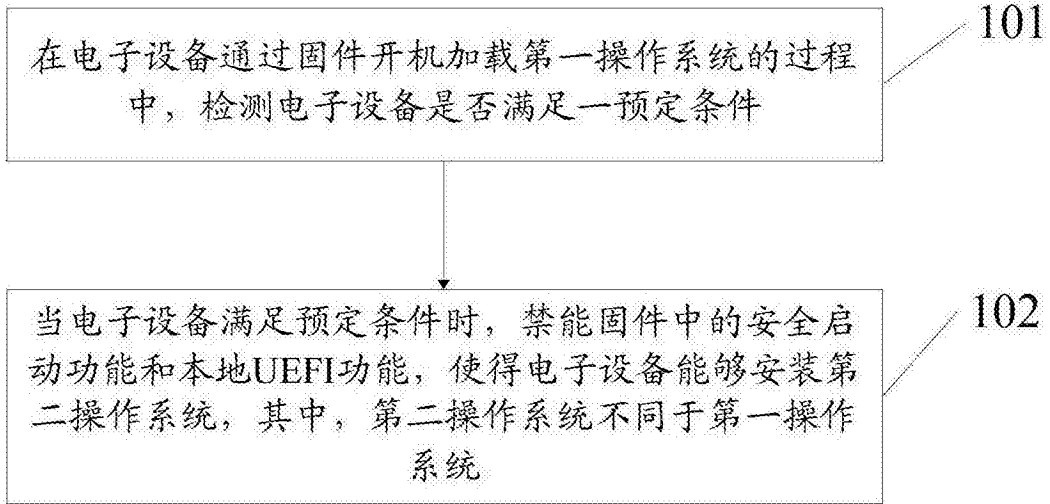 在电子设备通过固件开机加载第一操作系统的过程
中，检测电子设备是否满足一预定条件
101
当电子设备满足预定条件时，禁能固件中的安全启
动功能和本地UEFI功能，使得电子设备能够安装第
二操作系统，其中，第二操作系统不同于第一操作
系统
102